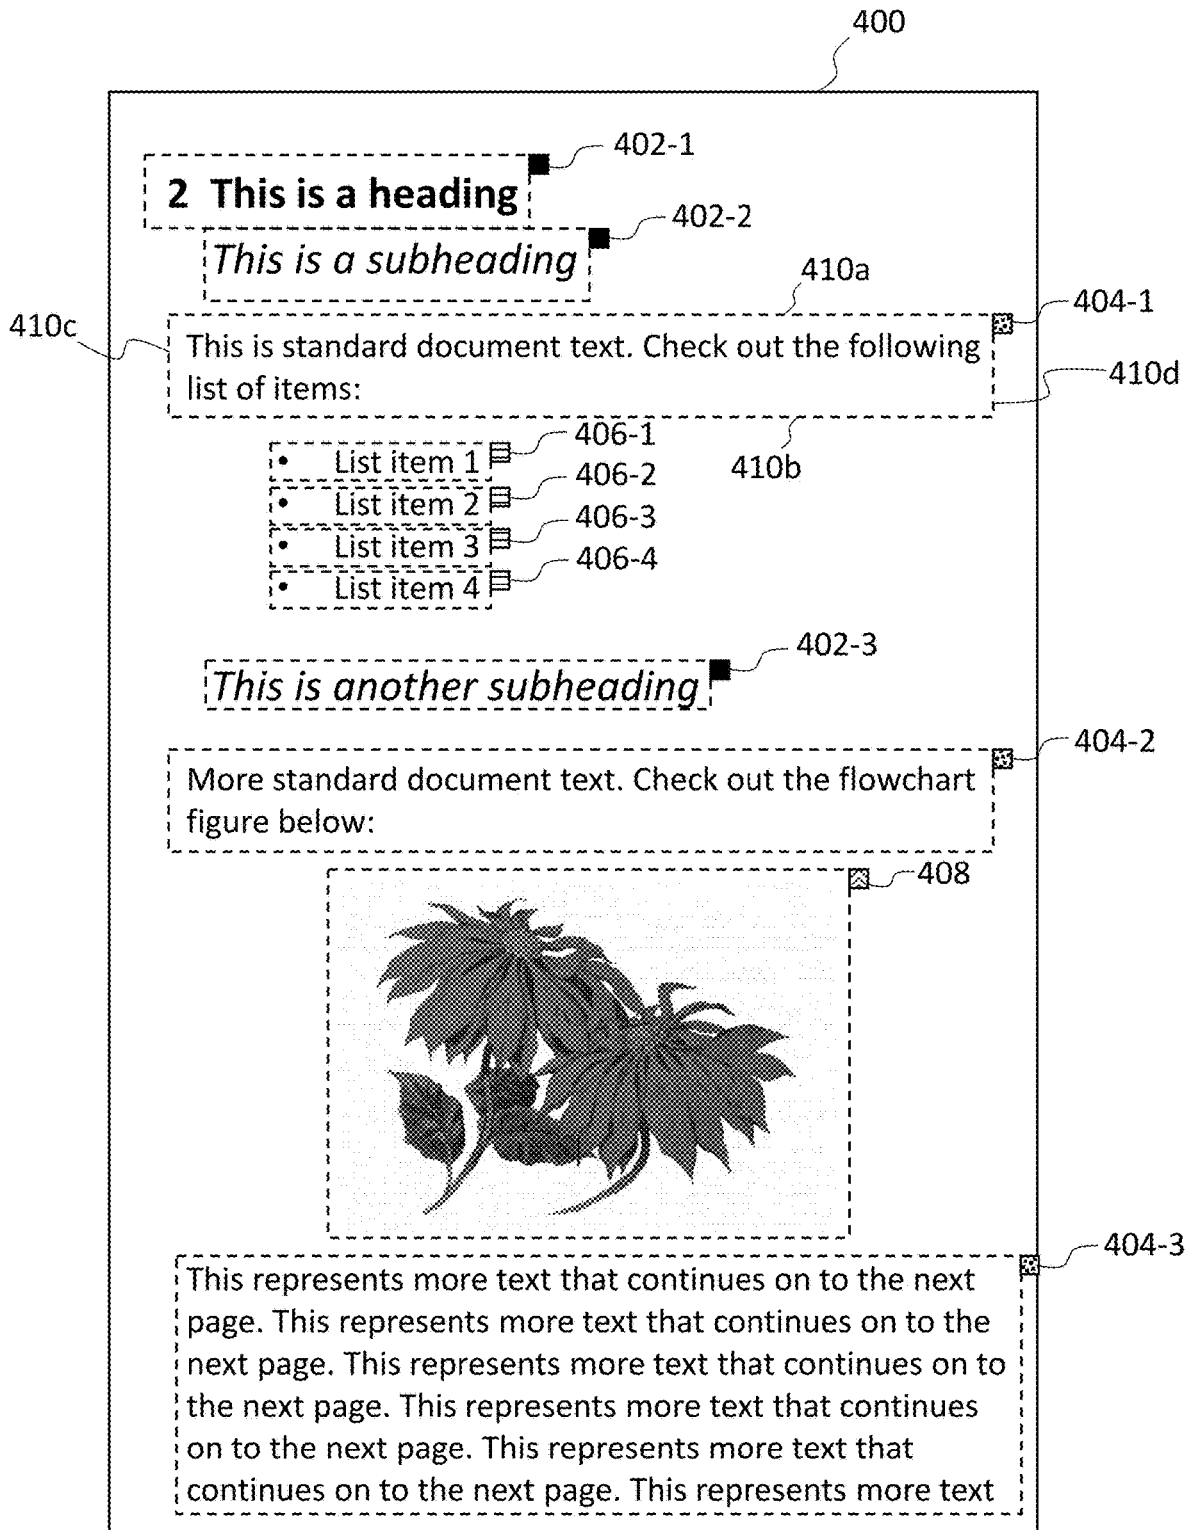 400
402-1
2 This is a heading
402-2
This is a subheading
410a
404-1
410c
This is standard document text. Check out the following
list of items:
410d
410b
406-1
• List item 1
406-2
• List item 2
406-3
• List item 3
406-4
• List item 4
402-3
This is another subheading
404-2
More standard document text. Check out the flowchart
figure below:
408
404-3
This represents more text that continues on to the next
page. This represents more text that continues on to the
next page. This represents more text that continues on to
the next page. This represents more text that continues
on to the next page. This represents more text that
continues on to the next page. This represents more text